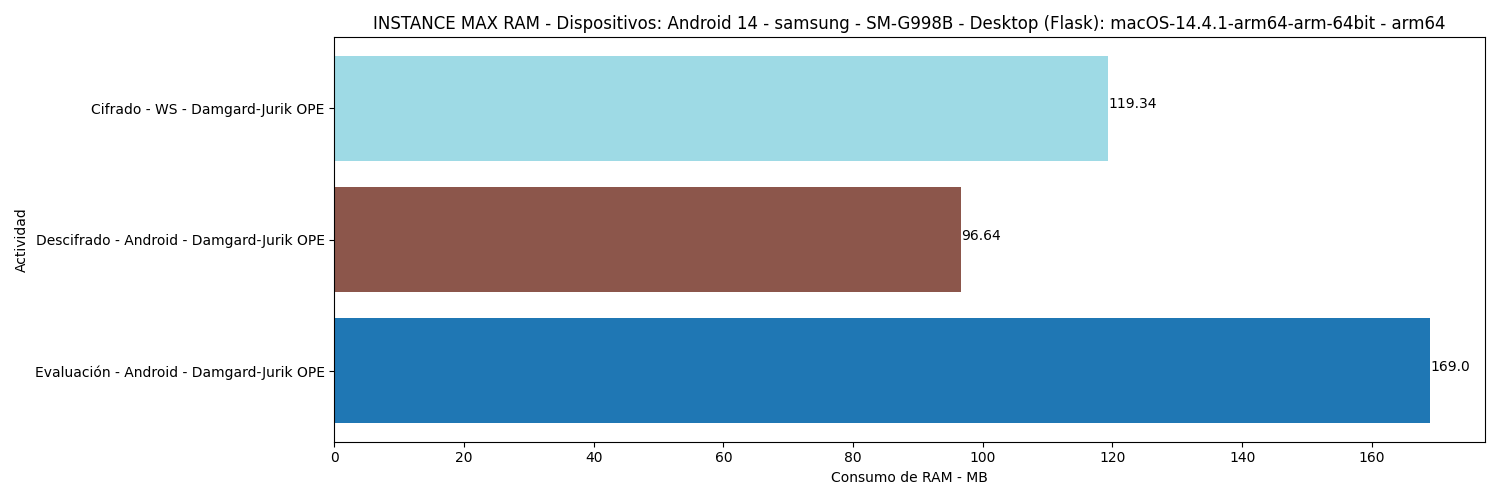 INSTANCE MAX RAM - Dispositivos: Android 14 - samsung - SM-G998B - Desktop (Flask): macOS-14.4.1-arm64-arm-64bit - arm64
Actividad
Cifrado - WS - Damgard-Jurik OPE
119.34
Descifrado - Android - Damgard-Jurik OPE
96.64
Evaluación - Android - Damgard-Jurik OPE
169.0
0 20 40 60 80 100 120 140 160
Consumo de RAM - MB